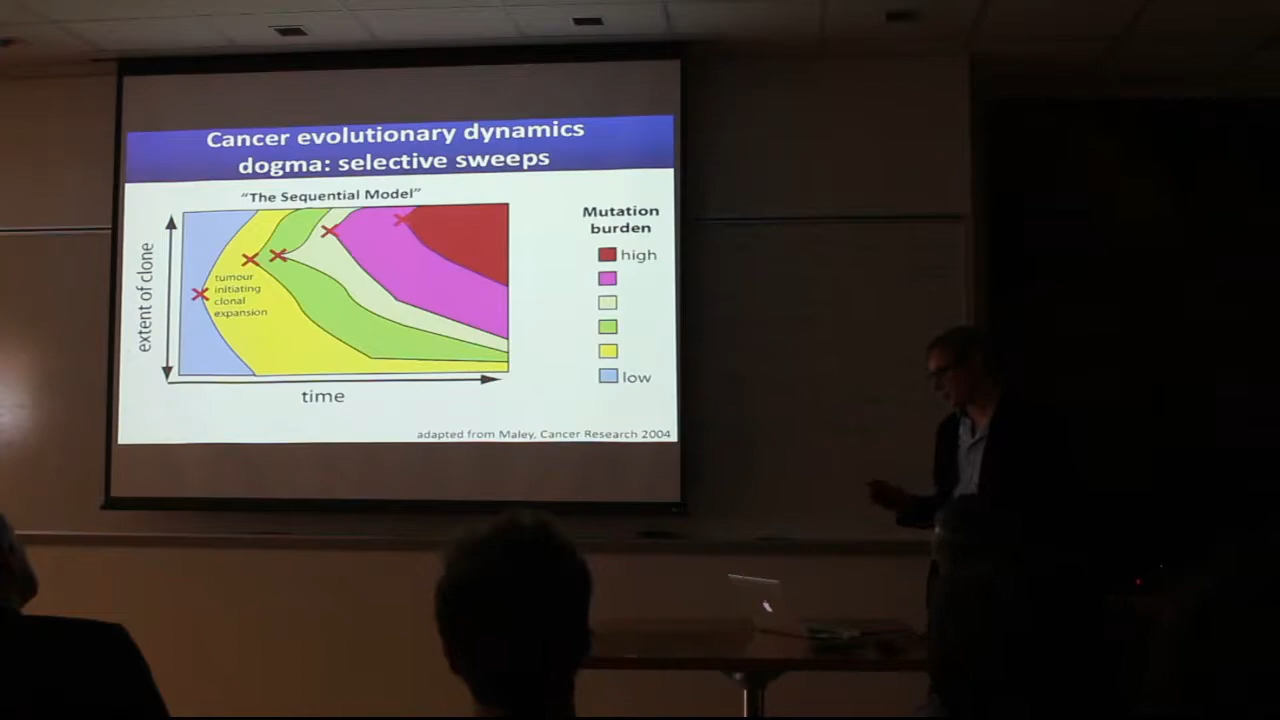 Cancer evolutionary dynamics
dogma: selective sweeps
“The Sequential Model”
extent of clone
tumour
initiating
clonal
expansion
time
Mutation
burden
high
low
adapted from Maley, Cancer Research 2004